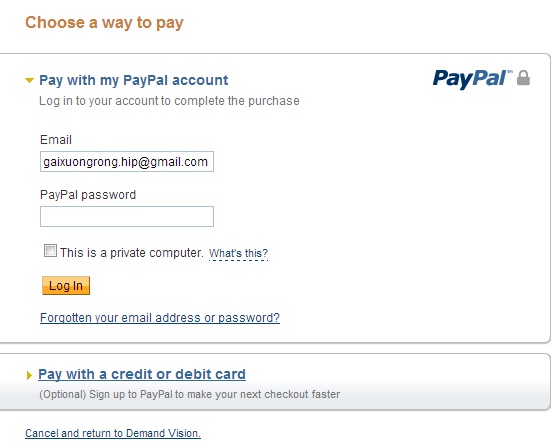 Choose a way to pay
Pay with my PayPal account
PayPal™
Log in to your account to complete the purchase
Email
gaixuongrong.hip@gmail.com
PayPal password
This is a private computer. What's this?
Log In
Forgotten your email address or password?
Pay with a credit or debit card
(Optional) Sign up to PayPal to make your next checkout faster
Cancel and return to Demand Vision.